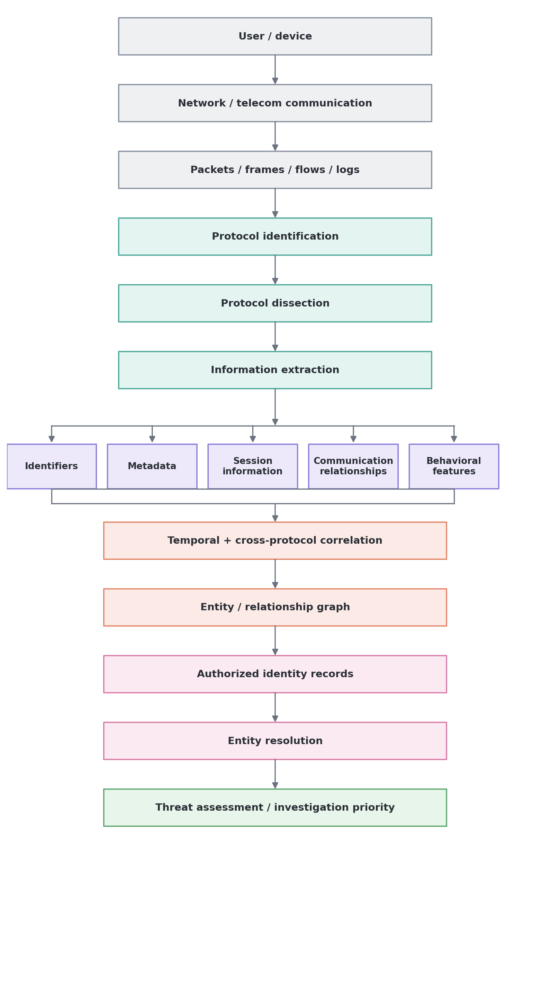 User / device
Network / telecom communication
Packets / frames / flows / logs
Protocol identification
Protocol dissection
Information extraction
Identifiers
Metadata
Session
information
Communication
relationships
Behavioral
features
Temporal + cross-protocol correlation
Entity / relationship graph
Authorized identity records
Entity resolution
Threat assessment / investigation priority